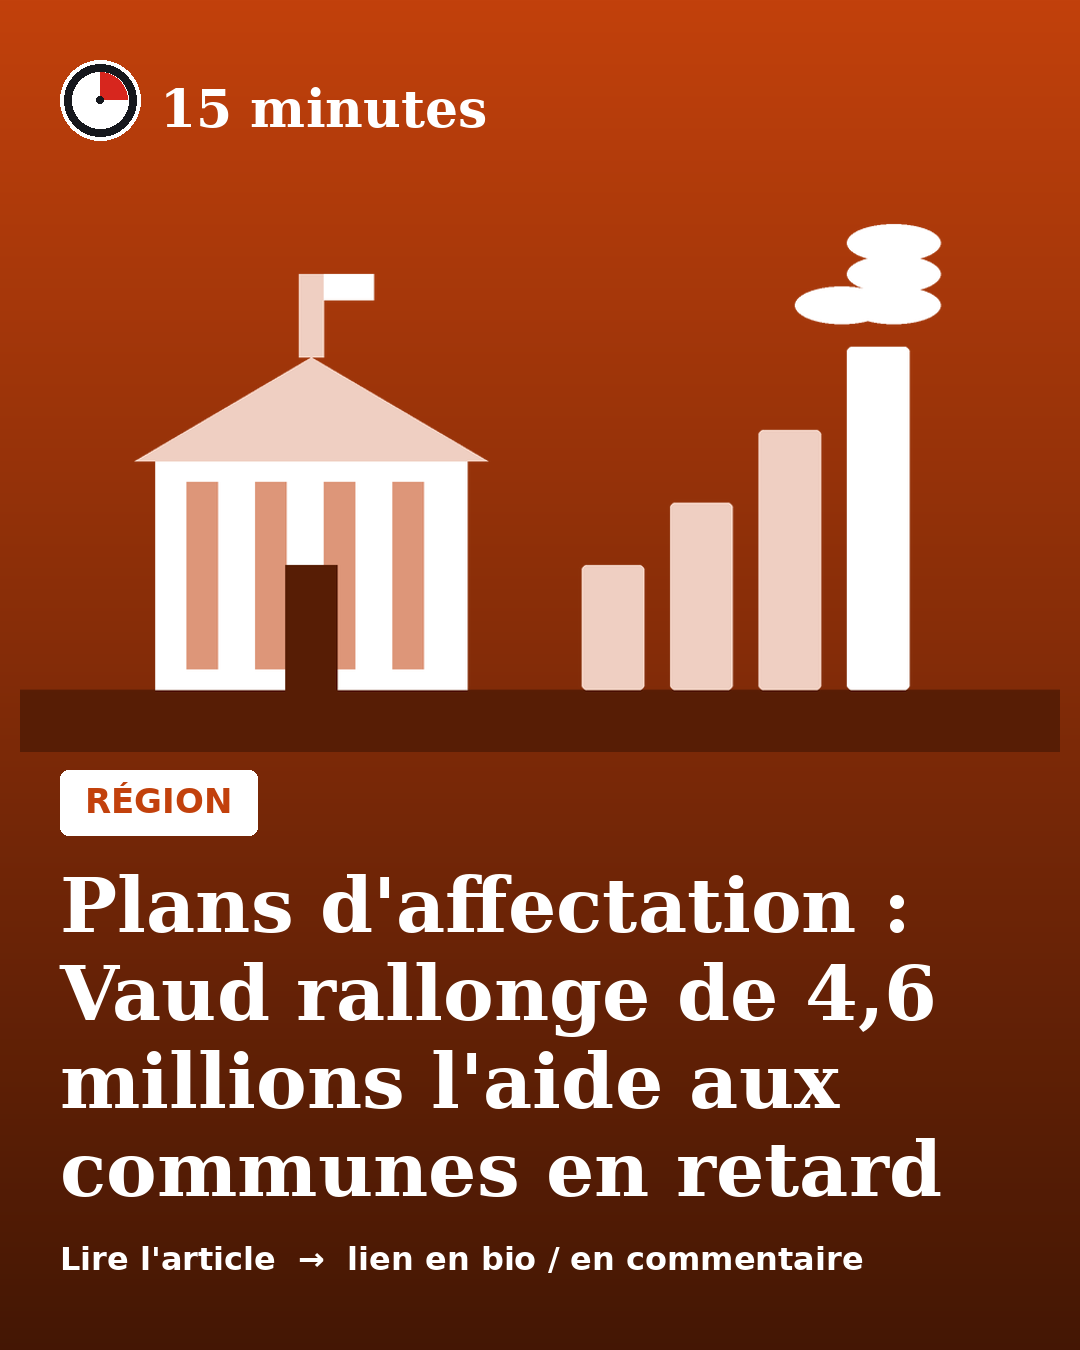 15 minutes
RÉGION
Plans d'affectation :
Vaud rallonge de 4,6
millions l'aide aux
communes en retard
Lire l'article → lien en bio / en commentaire